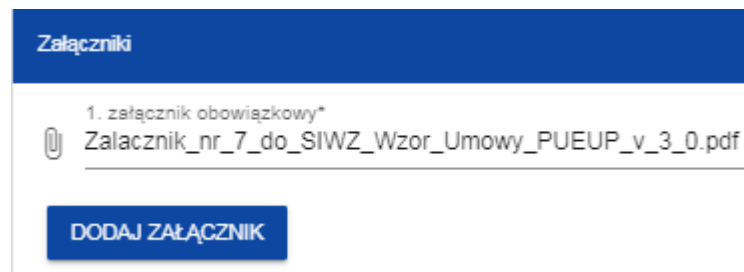 Załączniki
1. załącznik obowiązkowy*
Zalacznik_nr_7_do_SIWZ_Wzor_Umowy_PUEUP_v_3_0.pdf
DODAJ ZAŁĄCZNIK